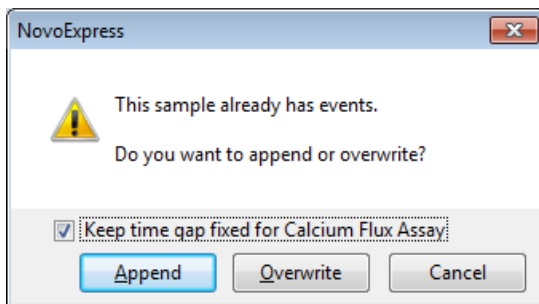 NovoExpress
This sample already has events.
Do you want to append or overwrite?
Keep time gap fixed for Calcium Flux Assay
Append Overwrite Cancel